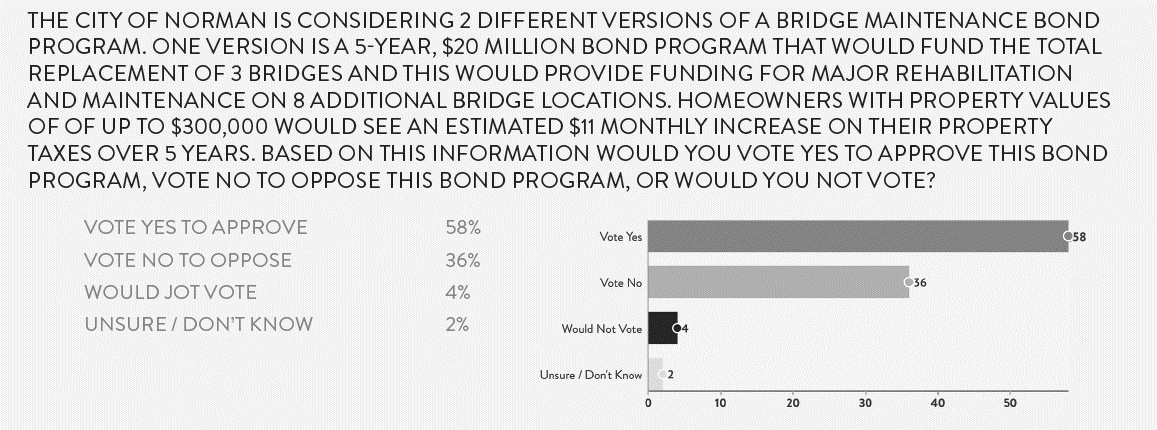 THE CITY OF NORMAN IS CONSIDERING 2 DIFFERENT VERSIONS OF A BRIDGE MAINTENANCE BOND
PROGRAM. ONE VERSION IS A 5-YEAR, $20 MILLION BOND PROGRAM THAT WOULD FUND THE TOTAL
REPLACEMENT OF 3 BRIDGES AND THIS WOULD PROVIDE FUNDING FOR MAJOR REHABILITATION
AND MAINTENANCE ON 8 ADDITIONAL BRIDGE LOCATIONS. HOMEOWNERS WITH PROPERTY VALUES
OF OF UP TO $300,000 WOULD SEE AN ESTIMATED $11 MONTHLY INCREASE ON THEIR PROPERTY
TAXES OVER 5 YEARS. BASED ON THIS INFORMATION WOULD YOU VOTE YES TO APPROVE THIS BOND
PROGRAM, VOTE NO TO OPPOSE THIS BOND PROGRAM, OR WOULD YOU NOT VOTE?
VOTE YES TO APPROVE 58%
VOTE NO TO OPPOSE 36%
WOULD JOT VOTE 4%
UNSURE / DON'T KNOW 2%
Vote Yes 58
Vote No 36
Would Not Vote 4
Unsure / Don't Know 2
0 10 20 30 40 50